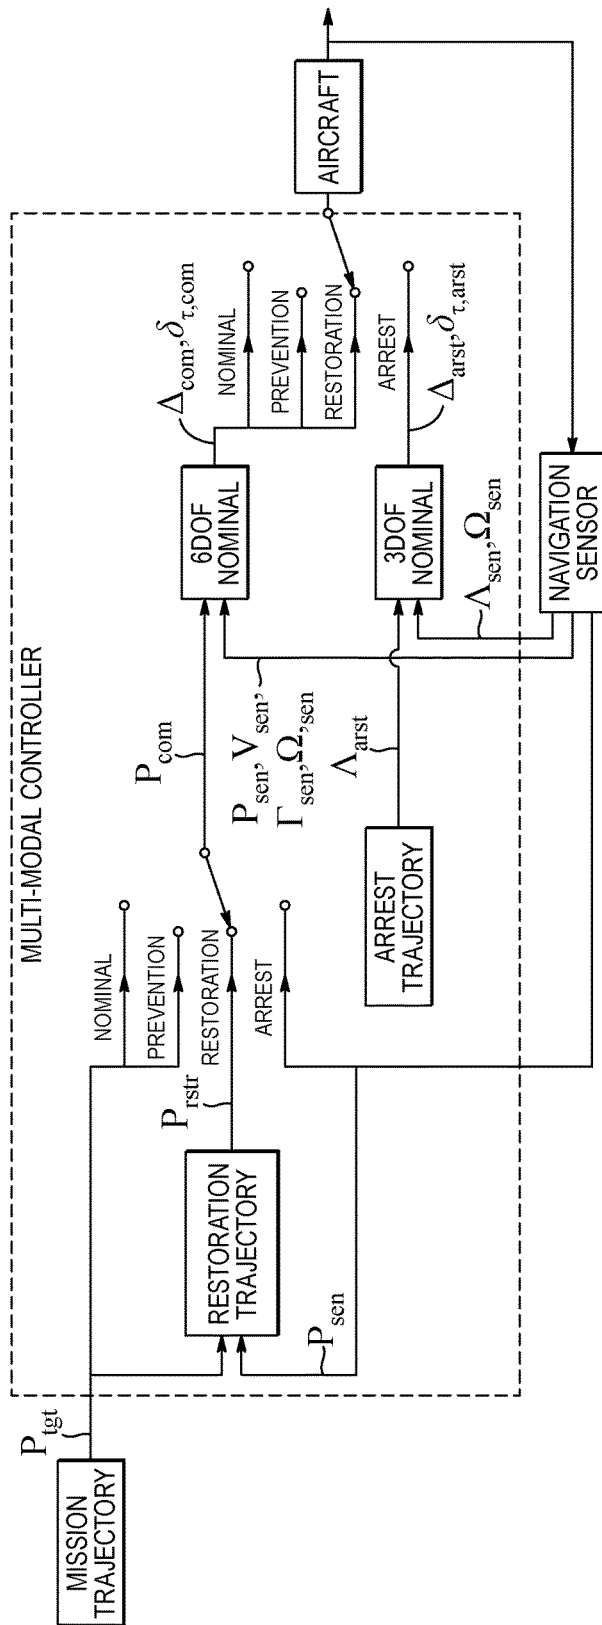 MULTI-MODAL CONTROLLER
MISSION
TRAJECTORY
P_tgt
RESTORATION
TRAJECTORY
P_sen
P_rstr
NOMINAL
PREVENTION
RESTORATION
ARREST
ARREST
TRAJECTORY
P_com
P_sen, V_sen,
Γ_sen, Ω_,sen
Λ_arst
6DOF
NOMINAL
3DOF
NOMINAL
Λ_sen, Ω_sen
NAVIGATION
SENSOR
Δ_com, δ_τ,com
NOMINAL
PREVENTION
RESTORATION
ARREST
Δ_arst, δ_τ,arst
AIRCRAFT